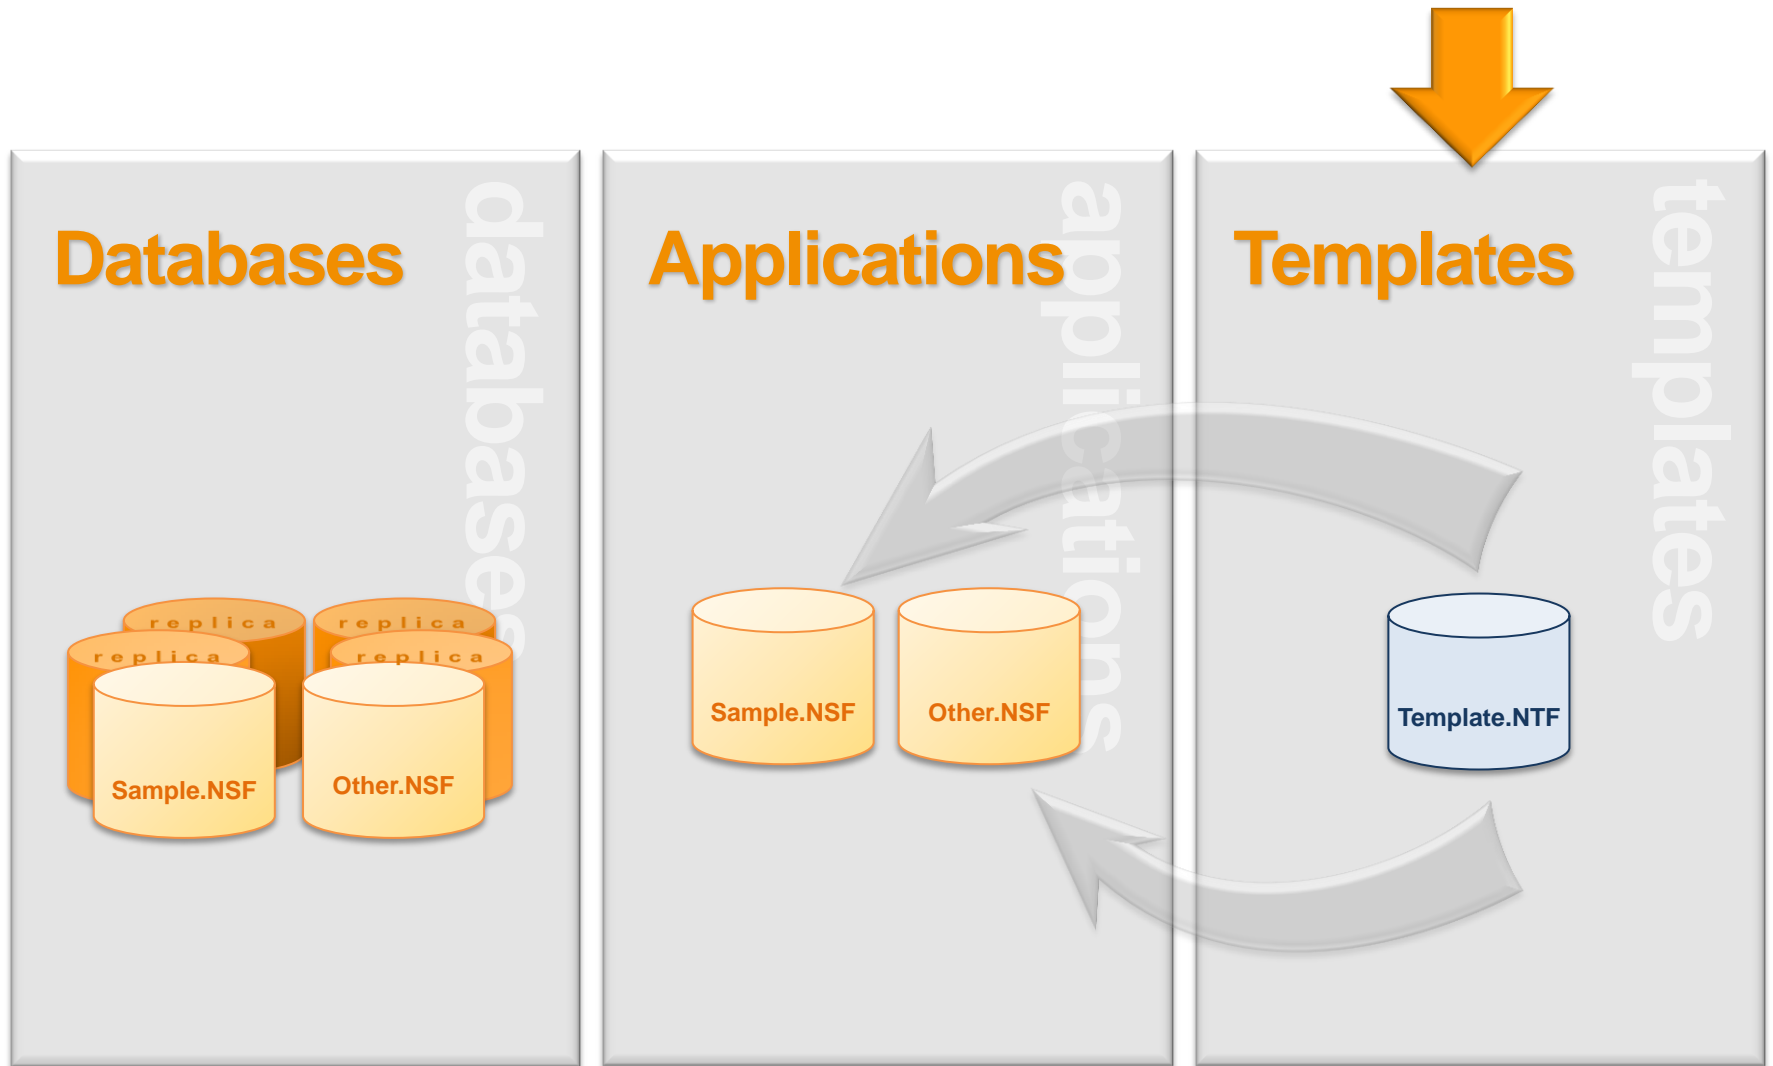 Databases
databases
replica
replica
replica
replica
Sample.NSF
Other.NSF
Applications
applications
Sample.NSF
Other.NSF
Templates
templates
Template.NTF